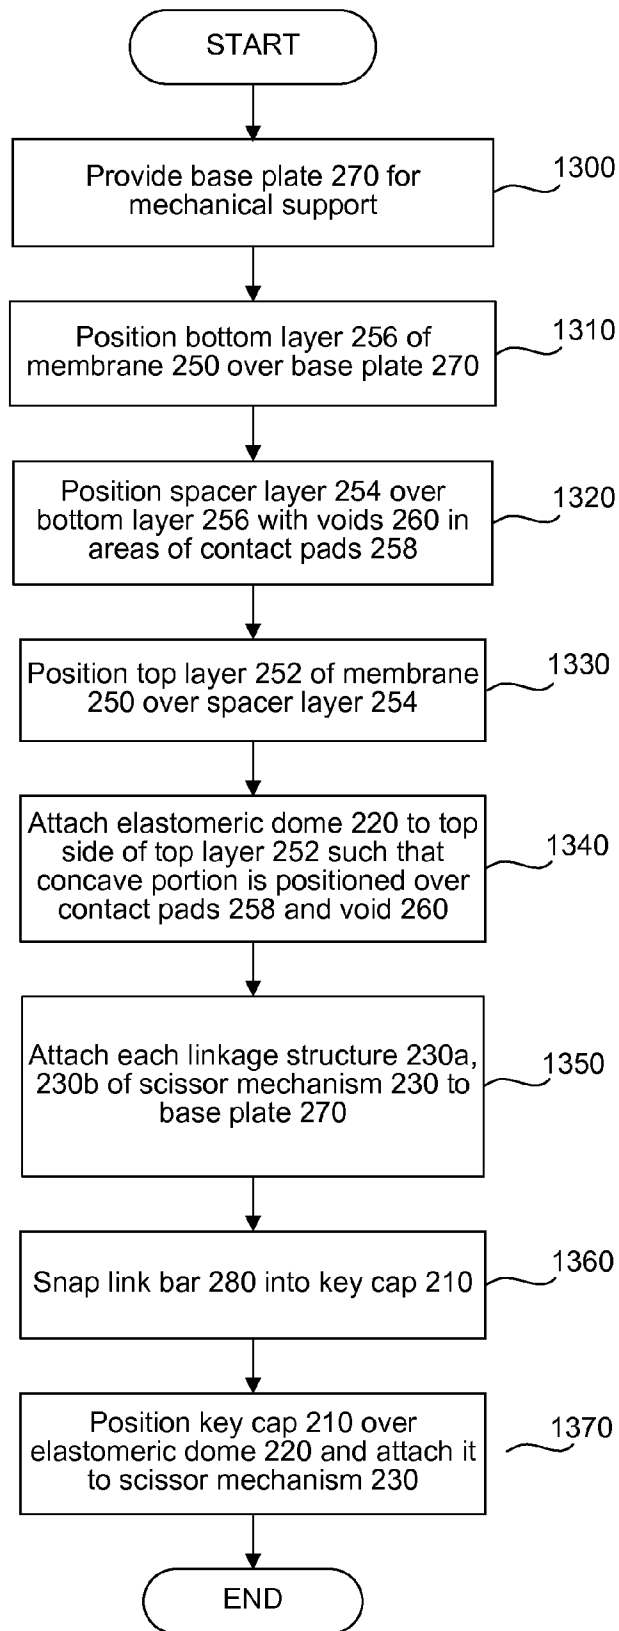 START
Provide base plate 270 for
mechanical support
1300
Position bottom layer 256 of
membrane 250 over base plate 270
1310
Position spacer layer 254 over
bottom layer 256 with voids 260 in
areas of contact pads 258
1320
Position top layer 252 of membrane
250 over spacer layer 254
1330
Attach elastomeric dome 220 to top
side of top layer 252 such that
concave portion is positioned over
contact pads 258 and void 260
1340
Attach each linkage structure 230a,
230b of scissor mechanism 230 to
base plate 270
1350
Snap link bar 280 into key cap 210
1360
Position key cap 210 over
elastomeric dome 220 and attach it
to scissor mechanism 230
1370
END